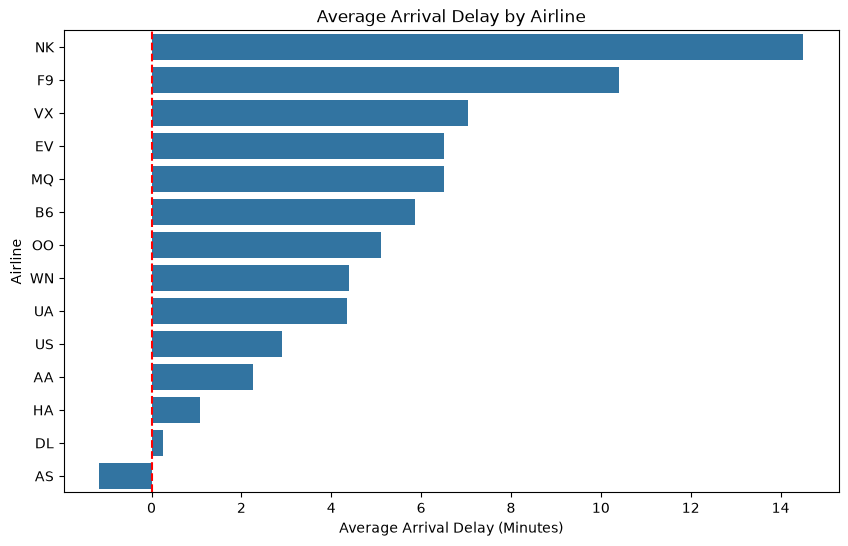 Average Arrival Delay by Airline
NK
F9
VX
EV
MQ
B6
OO
WN
UA
US
AA
HA
DL
AS
Airline
0 2 4 6 8 10 12 14
Average Arrival Delay (Minutes)